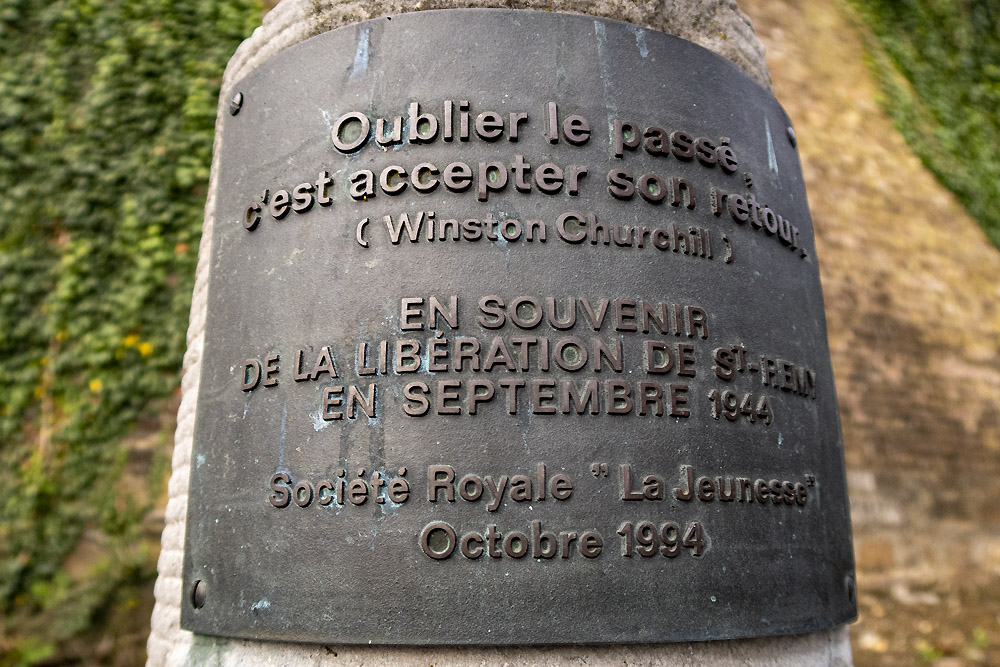 Oublier le passé,
c'est accepter son retour,
( Winston Churchill )
EN SOUVENIR
DE LA LIBÉRATION DE ST-REMY
EN SEPTEMBRE 1944
Société Royale "La Jeunesse"
Octobre 1994